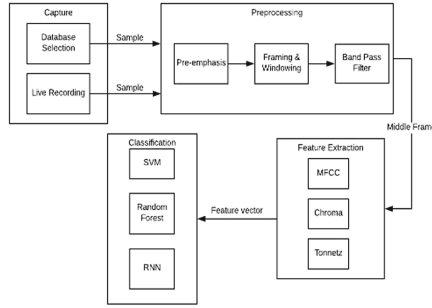 Capture
Database
Selection
Live Recording
Sample
Sample
Preprocessing
Pre-emphasis
Framing &
Windowing
Band Pass
Filter
Middle Frame
Feature Extraction
MFCC
Chroma
Tonnetz
Feature vector
Classification
SVM
Random
Forest
RNN